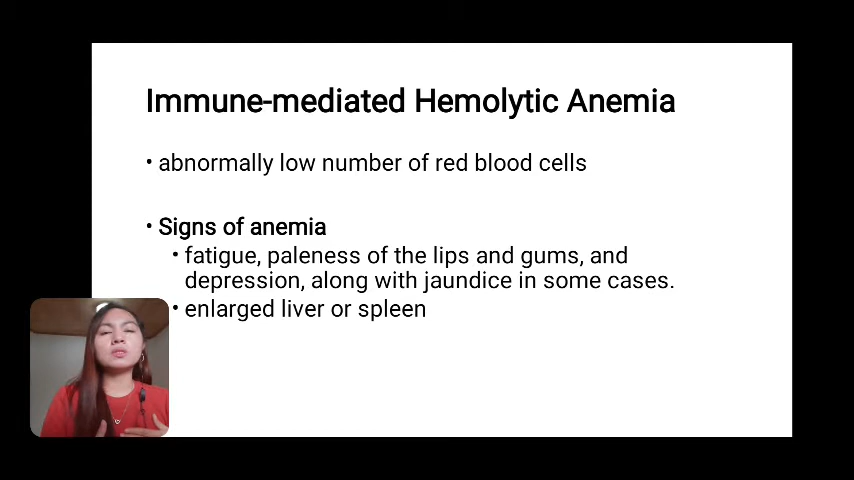 Immune-mediated Hemolytic Anemia
• abnormally low number of red blood cells
• Signs of anemia
• fatigue, paleness of the lips and gums, and
depression, along with jaundice in some cases.
• enlarged liver or spleen